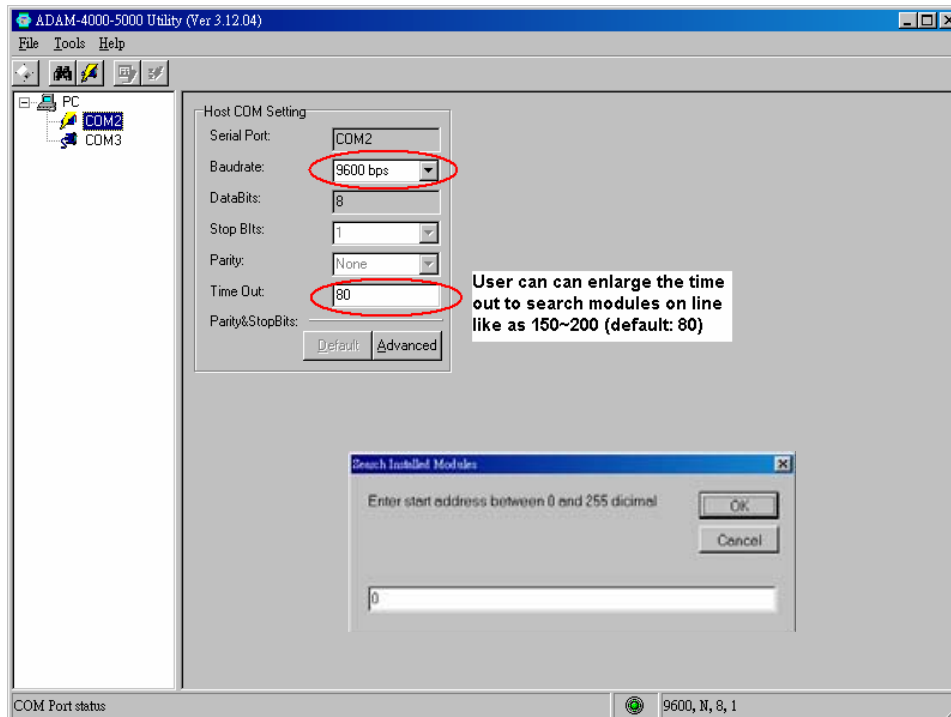 ADAM-4000-5000 Utility (Ver 3.12.04)
File Tools Help
PC
COM2
COM3
Host COM Setting
Serial Port: COM2
Baudrate: 9600 bps
DataBits: 8
Stop BIts: 1
Parity: None
Time Out: 80
Parity&StopBits:
Default Advanced
User can can enlarge the time
out to search modules on line
like as 150~200 (default: 80)
Search Installed Modules
Enter start address between 0 and 255 dicimal
OK
Cancel
0
COM Port status
9600, N, 8, 1